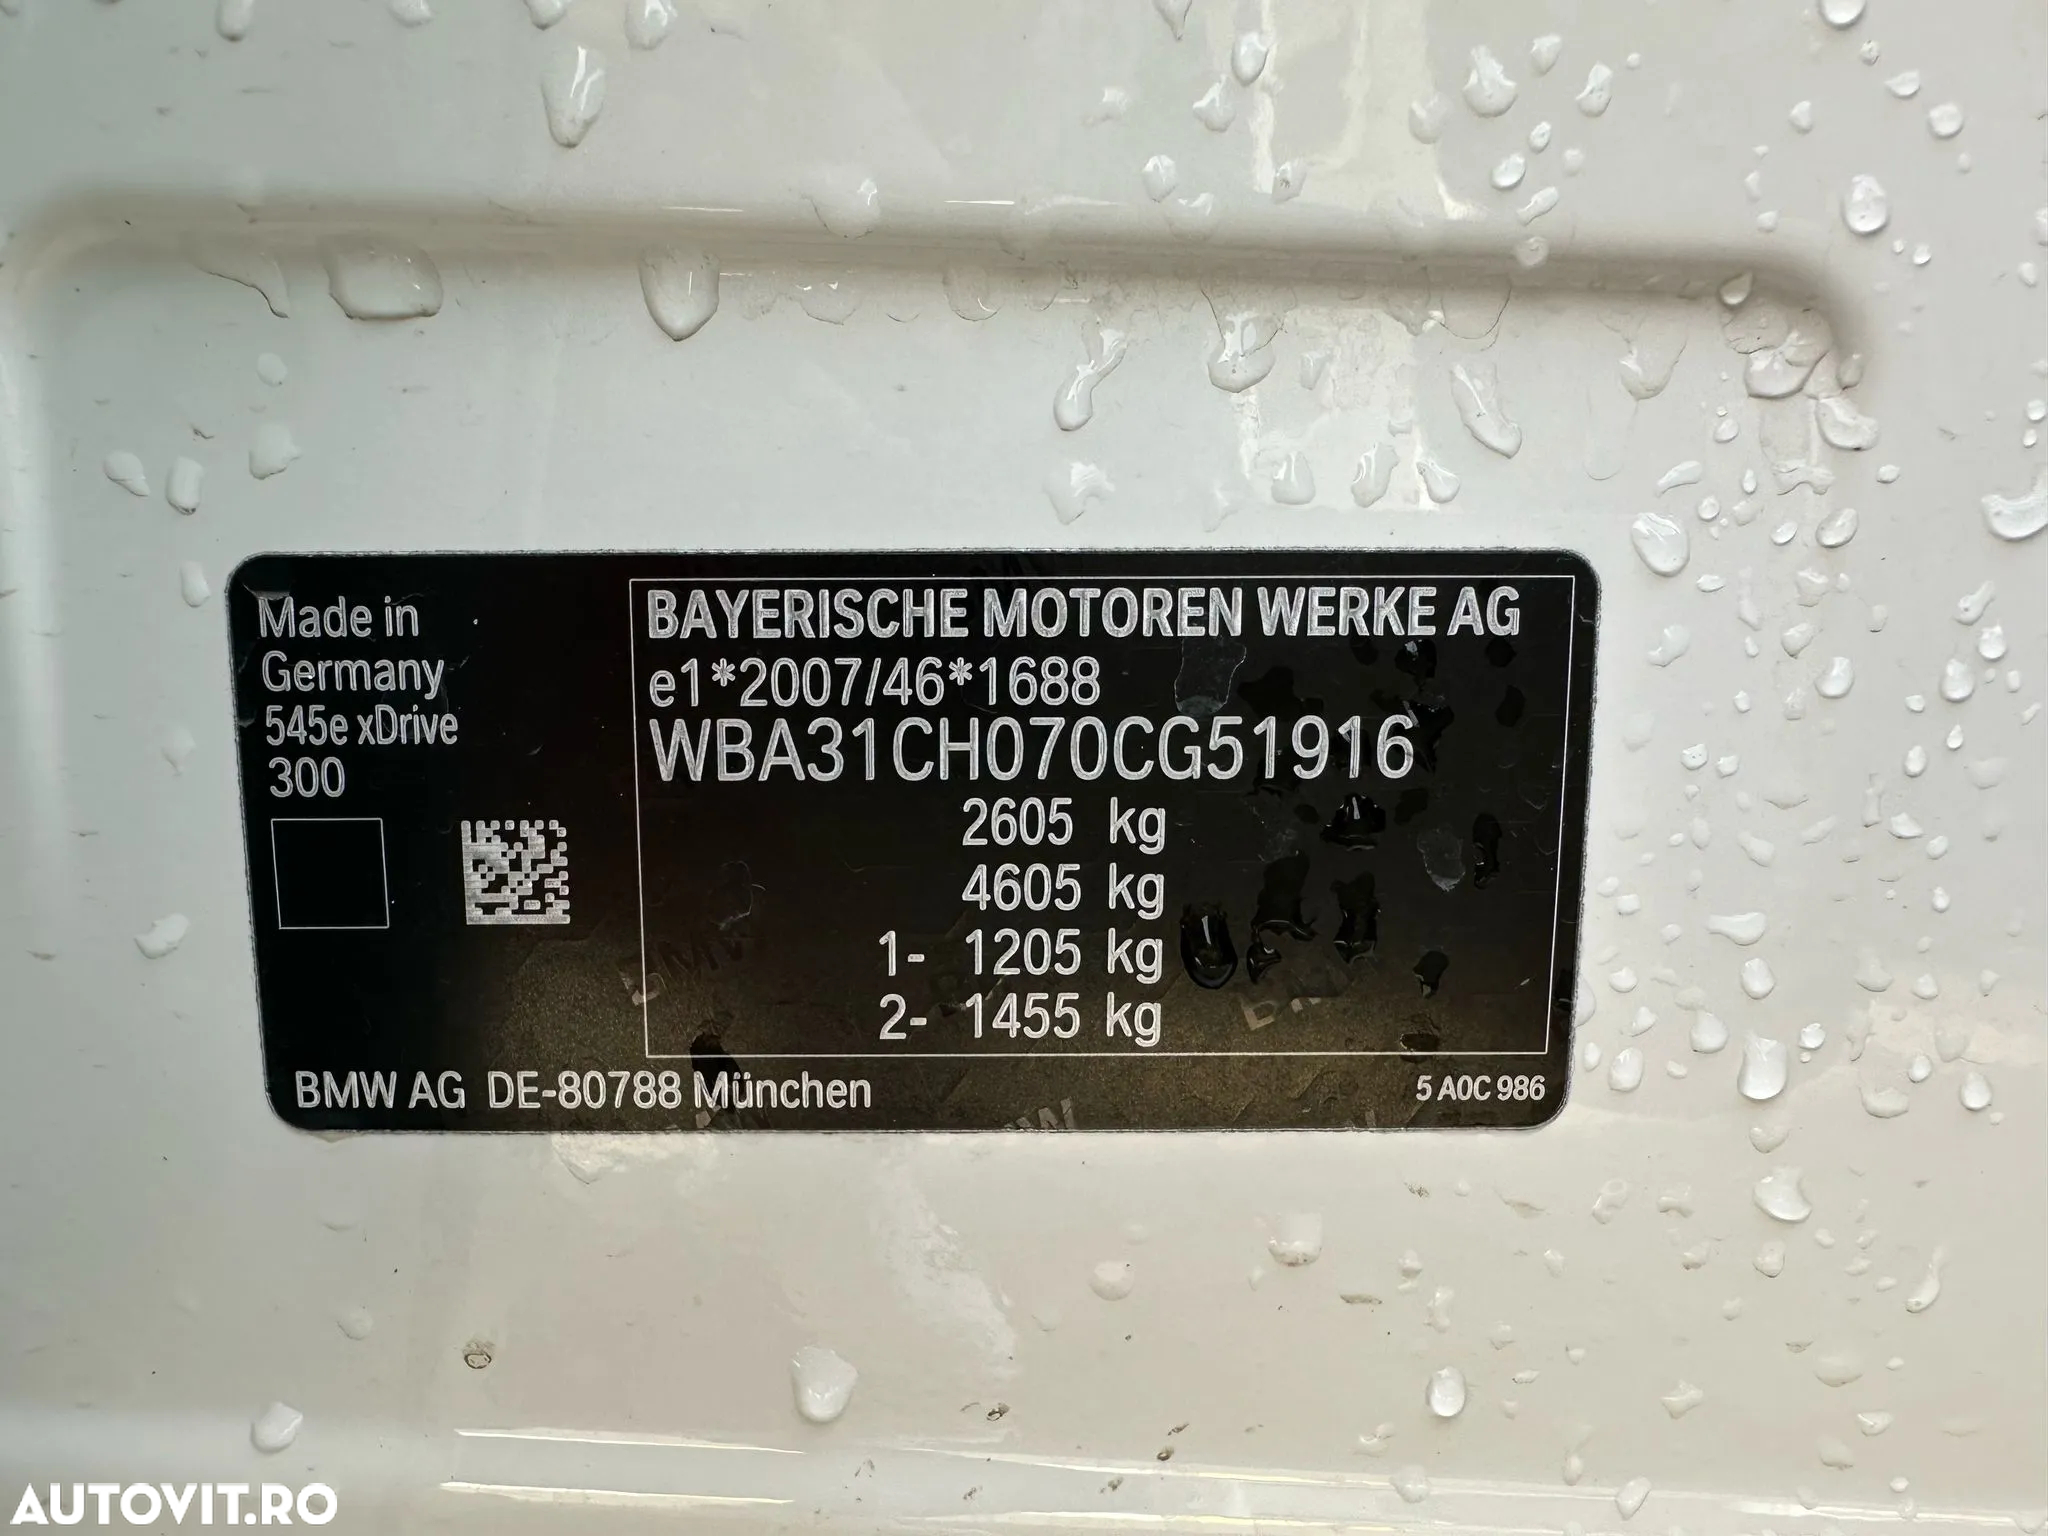 Made in
Germany
545e xDrive
300
BAYERISCHE MOTOREN WERKE AG
e1*2007/46*1688
WBA31CH070CG51916
2605 kg
4605 kg
1- 1205 kg
2- 1455 kg
BMW AG DE-80788 München
5 A0C 986
AUTOVIT.RO